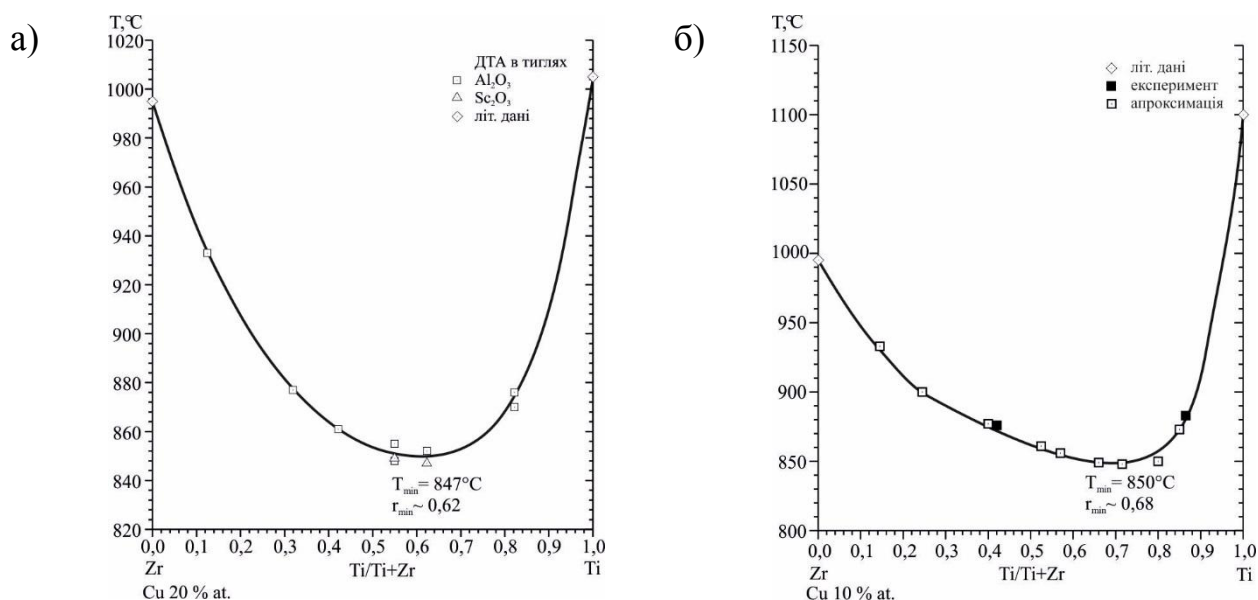 а)
T,°C
1020
1000
980
960
940
920
900
880
860
840
820
ДТА в тиглях
Al₂O₃
Sc₂O₃
літ. дані
Tmin= 847°C
rmin~ 0,62
0,0 0,1 0,2 0,3 0,4 0,5 0,6 0,7 0,8 0,9 1,0
Zr Ti/Ti+Zr Ti
Cu 20 % at.
б)
T,°C
1150
1100
1050
1000
950
900
850
800
літ. дані
експеримент
апроксимація
Tmin= 850°C
rmin~ 0,68
0,0 0,1 0,2 0,3 0,4 0,5 0,6 0,7 0,8 0,9 1,0
Zr Ti/Ti+Zr Ti
Cu 10 % at.